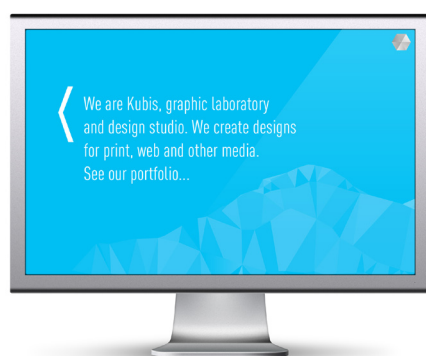 We are Kubis, graphic laboratory
and design studio. We create designs
for print, web and other media.
See our portfolio...